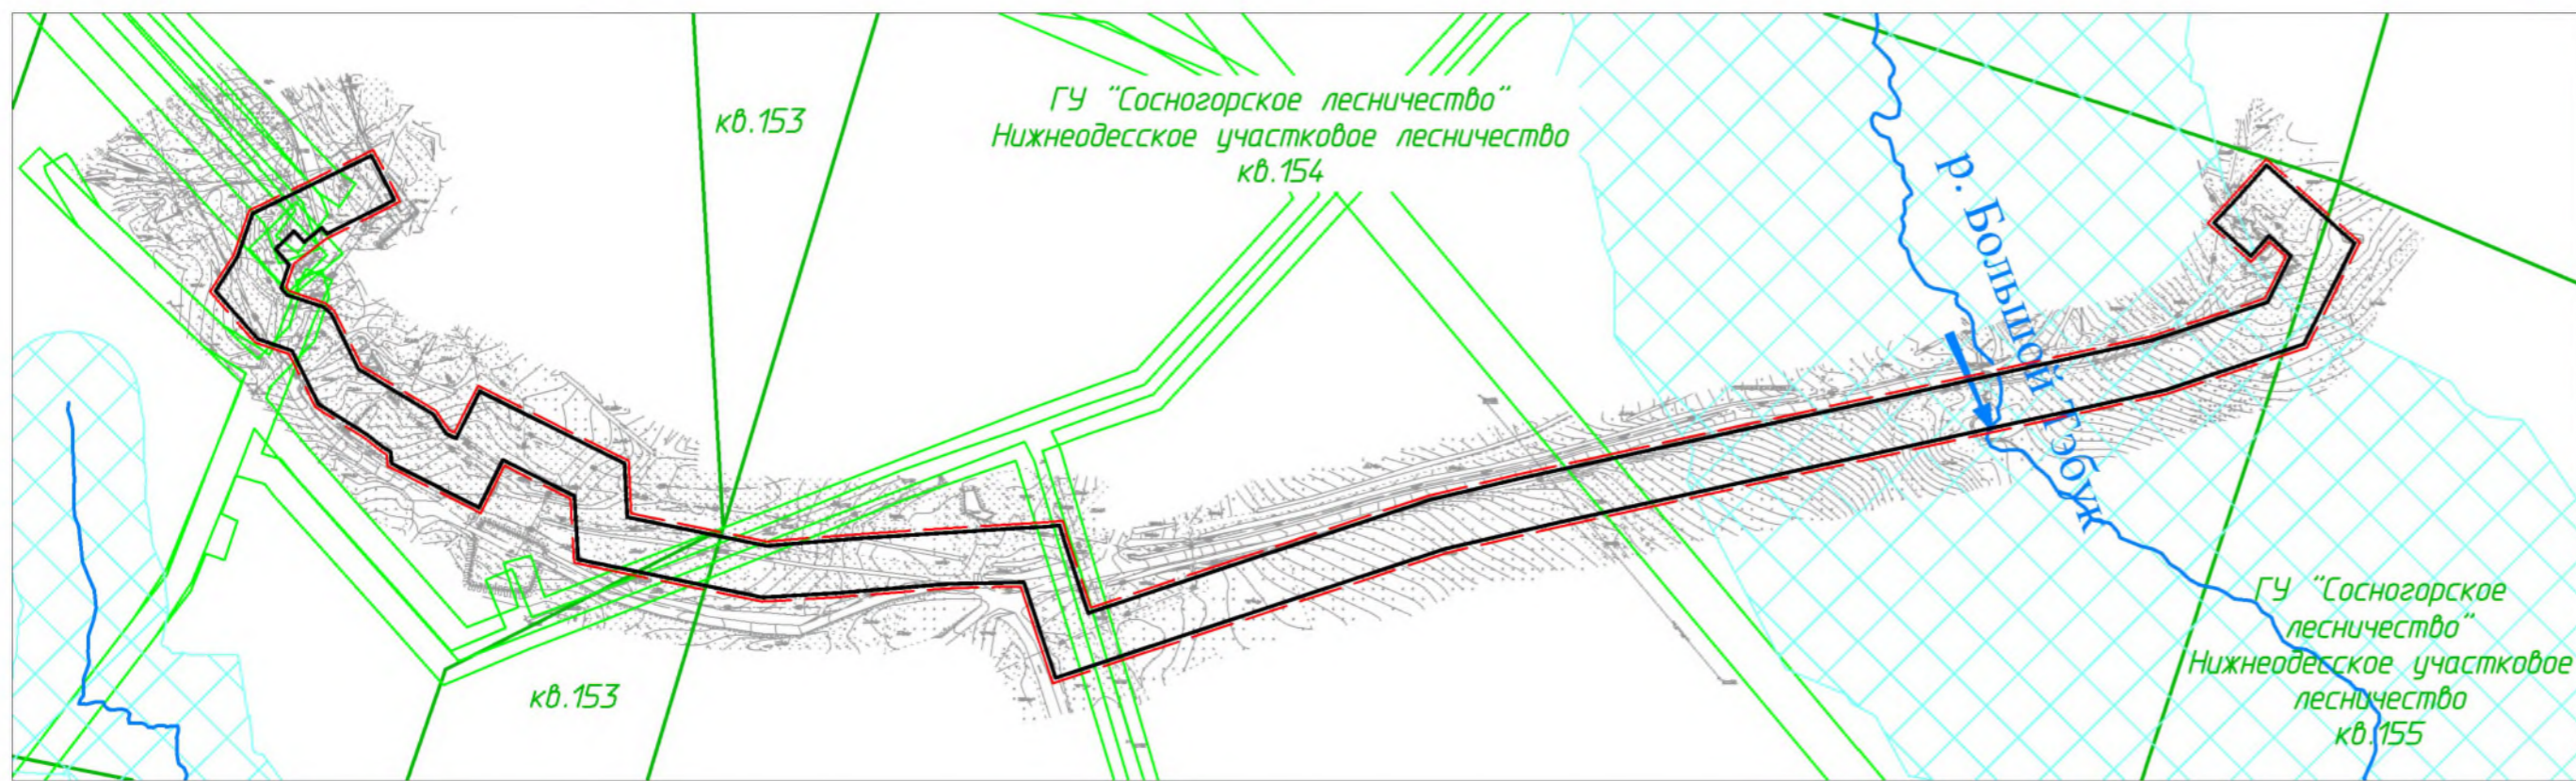 кв.153
ГУ "Сосногорское лесничество"
Нижнеодесское участковое лесничество
кв.154
р. Большой Тэбук
кв.153
ГУ "Сосногорское
лесничество"
Нижнеодесское участковое
лесничество
кв.155